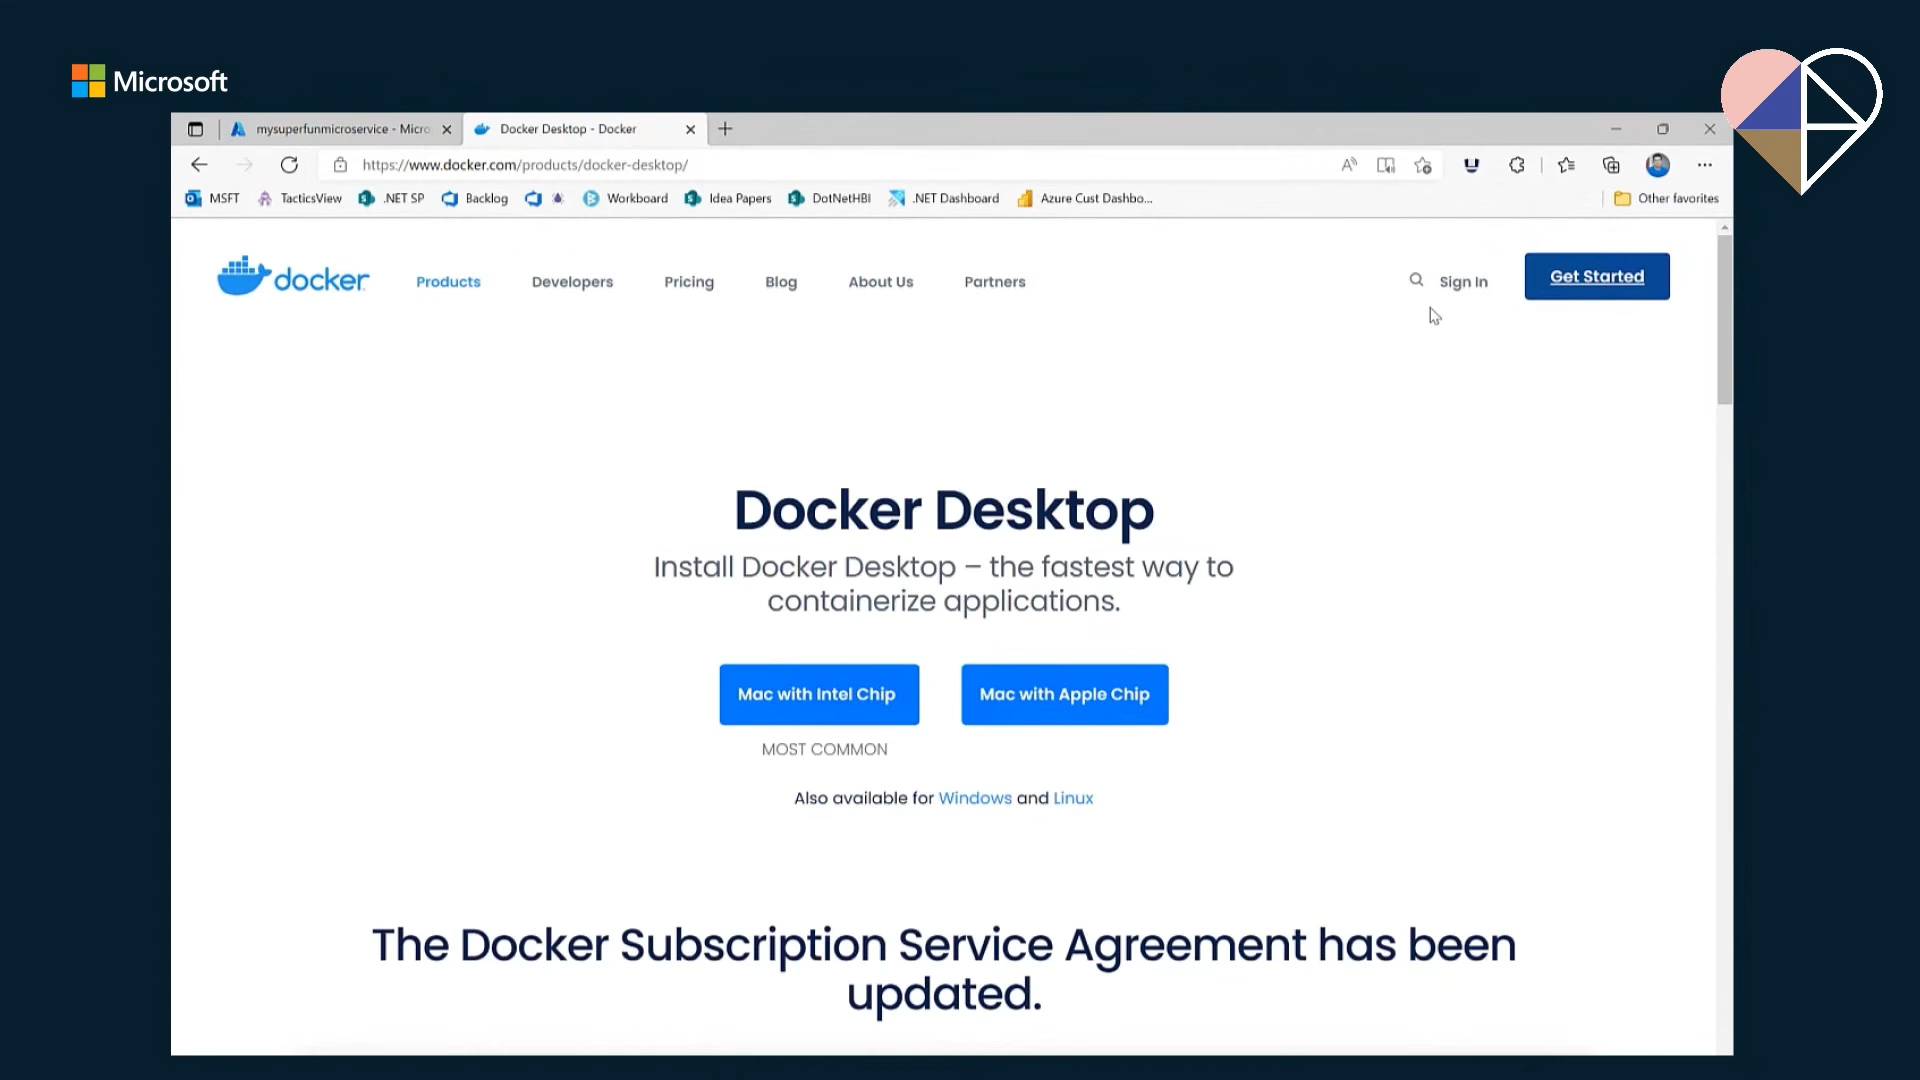 Microsoft
mysuperfunmicroservice - Micro
Docker Desktop - Docker
https://www.docker.com/products/docker-desktop/
MSFT
TacticsView
.NET SP
Backlog
Workboard
Idea Papers
DotNetHBI
.NET Dashboard
Azure Cust Dashbo...
Other favorites
docker
Products
Developers
Pricing
Blog
About Us
Partners
Sign In
Get Started
Docker Desktop
Install Docker Desktop – the fastest way to
containerize applications.
Mac with Intel Chip
Mac with Apple Chip
MOST COMMON
Also available for Windows and Linux
The Docker Subscription Service Agreement has been
updated.